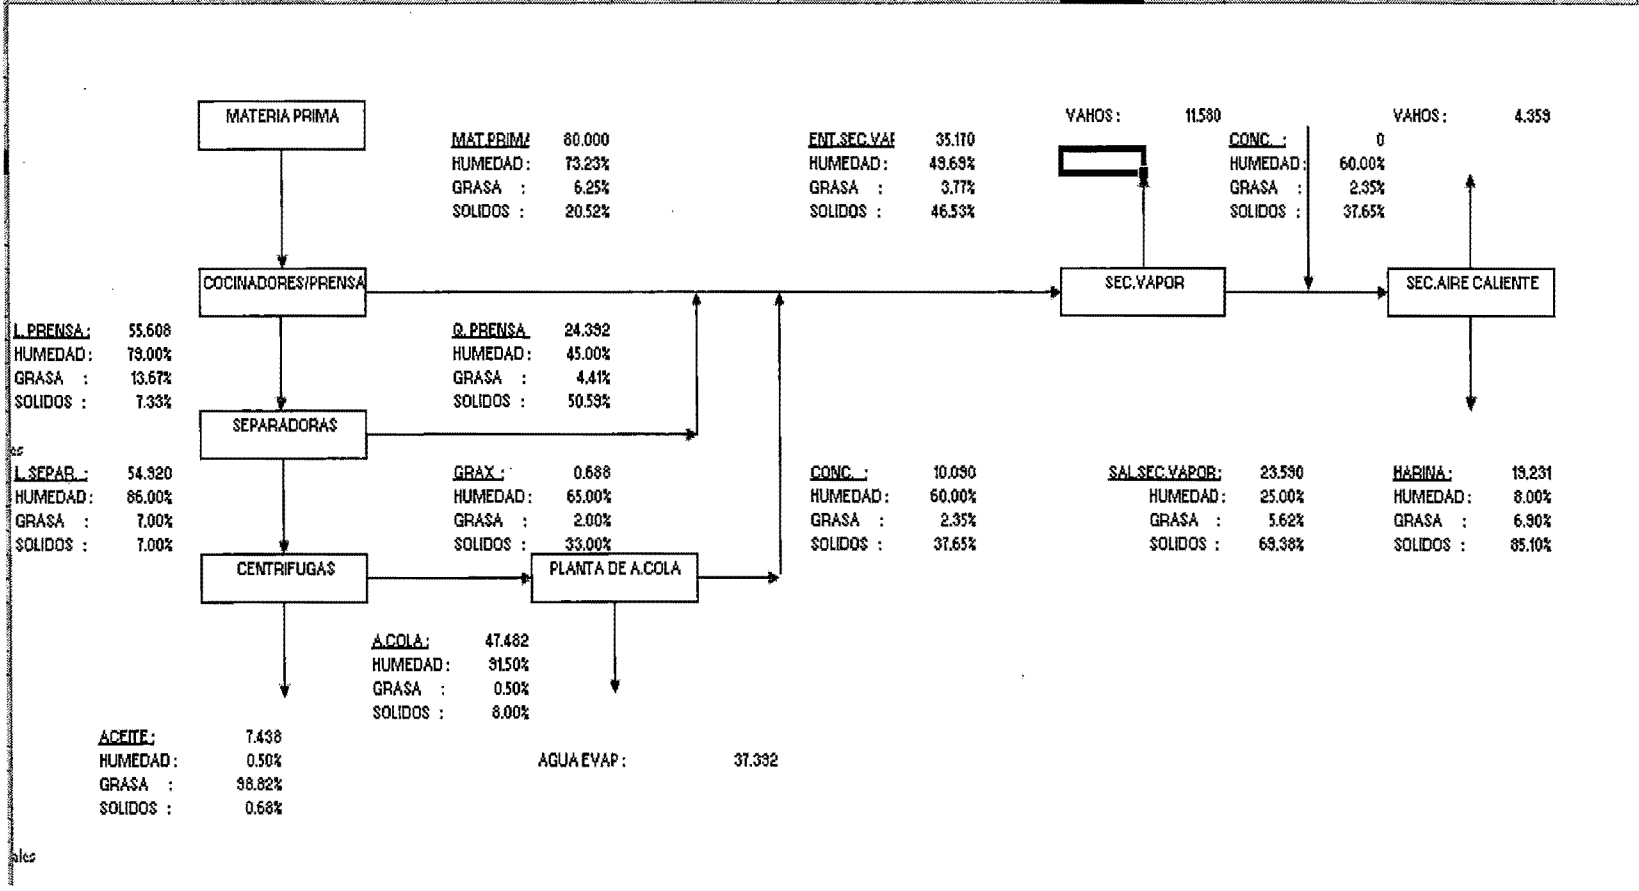 MATERIA PRIMA
MAT.PRIMA 80.000
HUMEDAD: 73.23%
GRASA : 6.25%
SOLIDOS : 20.52%
ENT.SEC.VAF 35.170
HUMEDAD: 49.69%
GRASA : 3.77%
SOLIDOS : 46.53%
VAHOS: 11.580
CONC. : 0
HUMEDAD: 60.00%
GRASA : 2.35%
SOLIDOS : 37.65%
VAHOS: 4.359
COCINADORES/PRENSA
SEC.VAPOR
SEC.AIRE CALIENTE
L.PRENSA: 55.608
HUMEDAD: 79.00%
GRASA : 13.67%
SOLIDOS : 7.33%
Q.PRENSA 24.392
HUMEDAD: 45.00%
GRASA : 4.41%
SOLIDOS : 50.59%
SEPARADORAS
es
L.SEPAR. : 54.920
HUMEDAD: 86.00%
GRASA : 7.00%
SOLIDOS : 7.00%
GRAX : 0.688
HUMEDAD: 65.00%
GRASA : 2.00%
SOLIDOS : 33.00%
CONC. : 10.090
HUMEDAD: 60.00%
GRASA : 2.35%
SOLIDOS : 37.65%
SAL.SEC.VAPOR: 23.590
HUMEDAD: 25.00%
GRASA : 5.62%
SOLIDOS : 69.38%
HARINA: 19.231
HUMEDAD: 8.00%
GRASA : 6.90%
SOLIDOS : 85.10%
CENTRIFUGAS
PLANTA DE A.COLA
A.COLA: 47.482
HUMEDAD: 91.50%
GRASA : 0.50%
SOLIDOS : 8.00%
ACEITE: 7.438
HUMEDAD: 0.50%
GRASA : 98.82%
SOLIDOS : 0.68%
AGUA EVAP: 37.392
ales